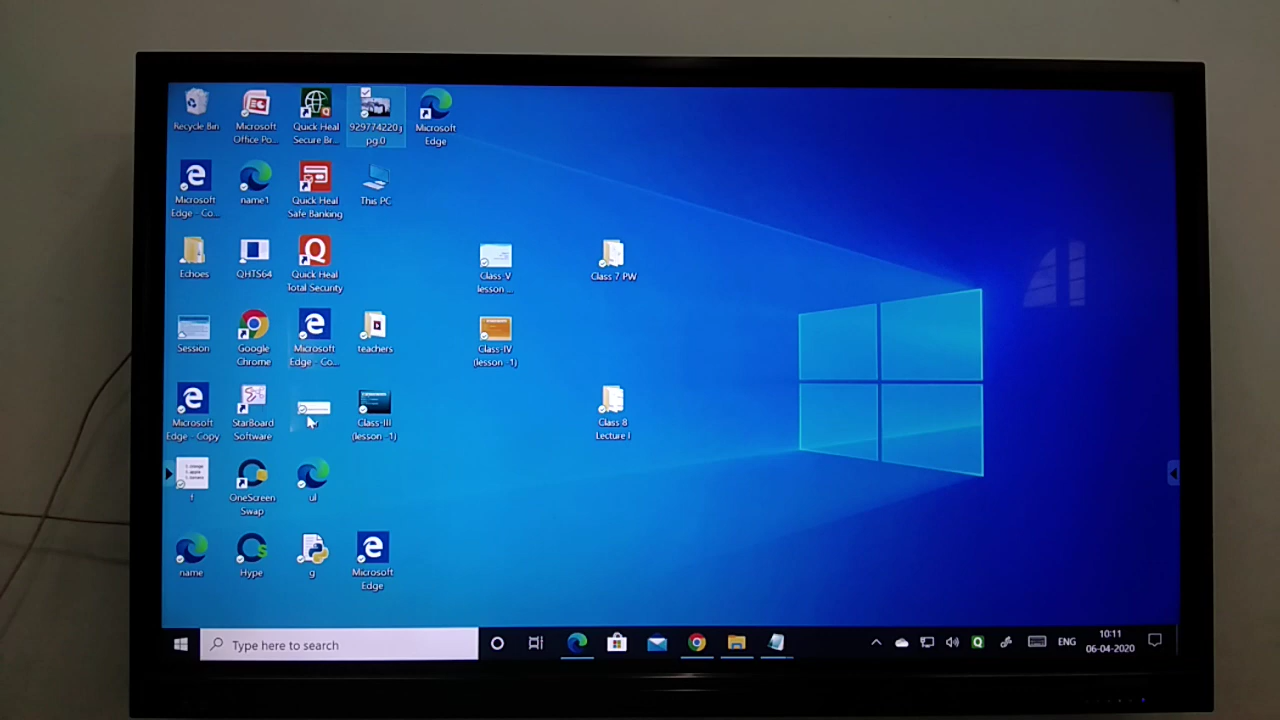 Recycle Bin
Microsoft
Office Po...
Quick Heal
Secure Br...
929774220.j
pg.0
Microsoft
Edge
Microsoft
Edge - Co...
name1
Quick Heal
Safe Banking
This PC
Echoes
QHTS64
Quick Heal
Total Security
Class-V
lesson ...
Class 7 PW
Session
Google
Chrome
Microsoft
Edge - Co...
teachers
Class-IV
(lesson -1)
Microsoft
Edge - Copy
StarBoard
Software
Class-III
(lesson -1)
Class 8
Lecture I
f
OneScreen
Swap
ul
name
Hype
g
Microsoft
Edge
Type here to search
ENG
10:11
06-04-2020